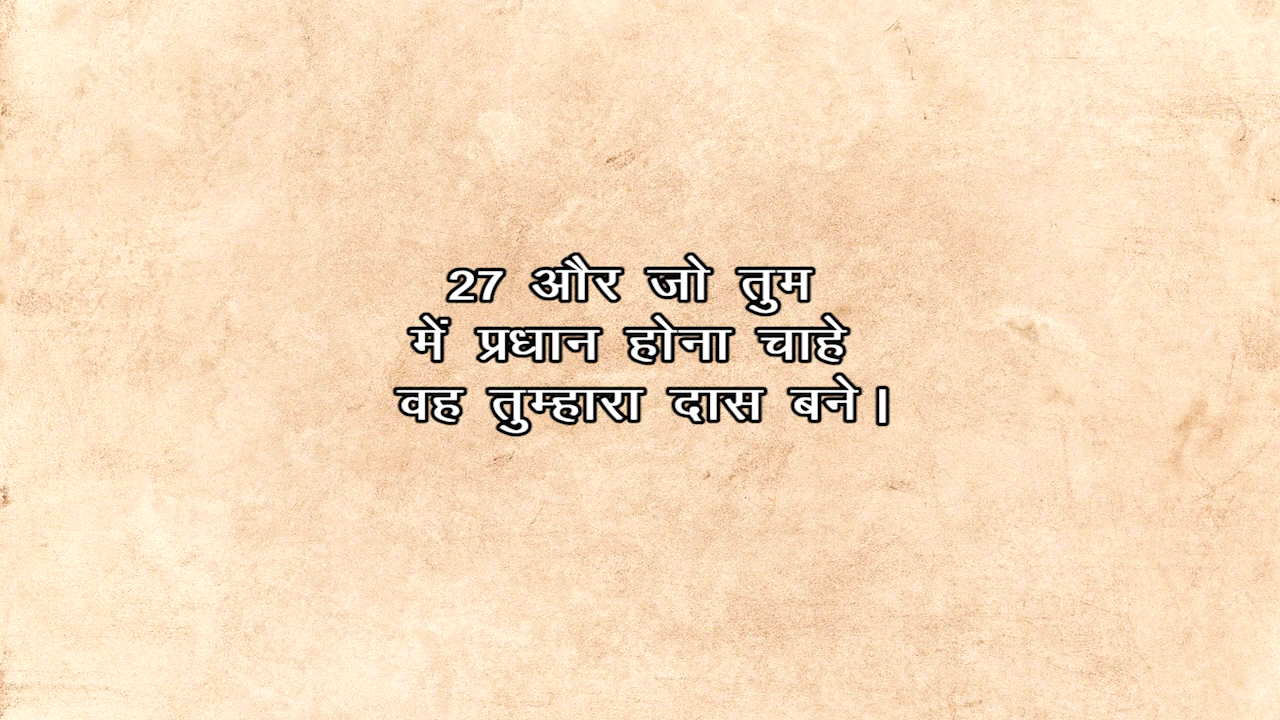 27 और जो तुम
में प्रधान होना चाहे
वह तुम्हारा दास बने।